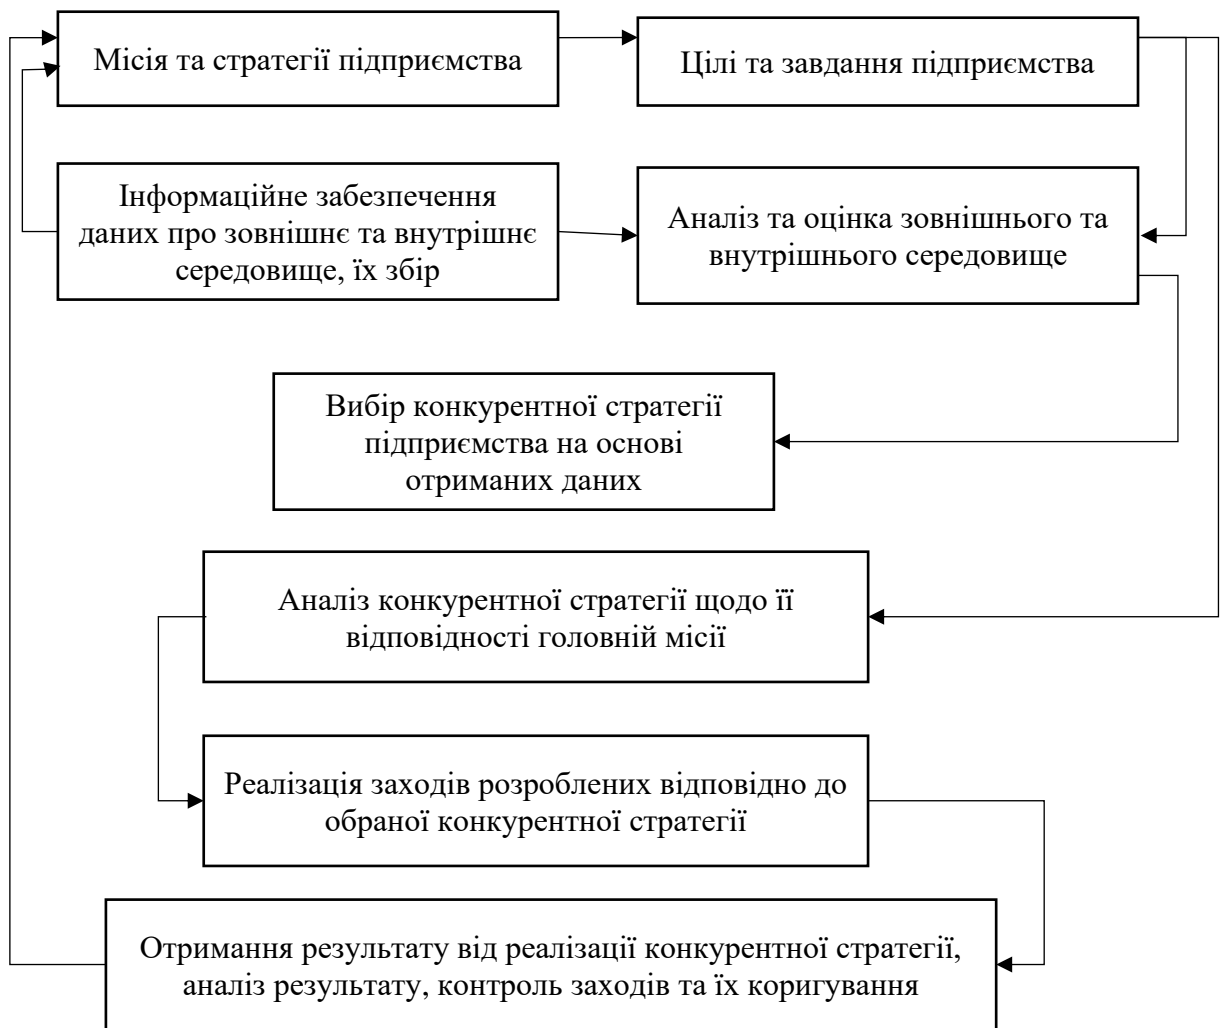 Місія та стратегії підприємства
Цілі та завдання підприємства
Інформаційне забезпечення
даних про зовнішнє та внутрішнє
середовище, їх збір
Аналіз та оцінка зовнішнього та
внутрішнього середовище
Вибір конкурентної стратегії
підприємства на основі
отриманих даних
Аналіз конкурентної стратегії щодо її
відповідності головній місії
Реалізація заходів розроблених відповідно до
обраної конкурентної стратегії
Отримання результату від реалізації конкурентної стратегії,
аналіз результату, контроль заходів та їх коригування